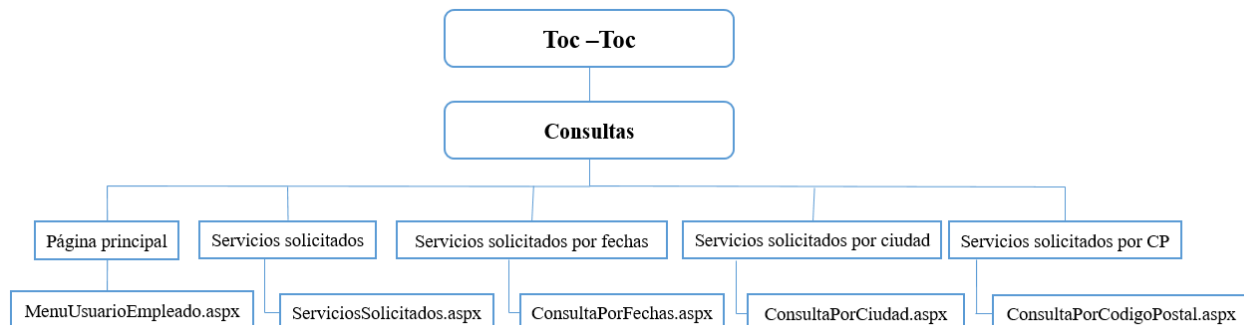 Toc –Toc
Consultas
Página principal
Servicios solicitados
Servicios solicitados por fechas
Servicios solicitados por ciudad
Servicios solicitados por CP
MenuUsuarioEmpleado.aspx
ServiciosSolicitados.aspx
ConsultaPorFechas.aspx
ConsultaPorCiudad.aspx
ConsultaPorCodigoPostal.aspx